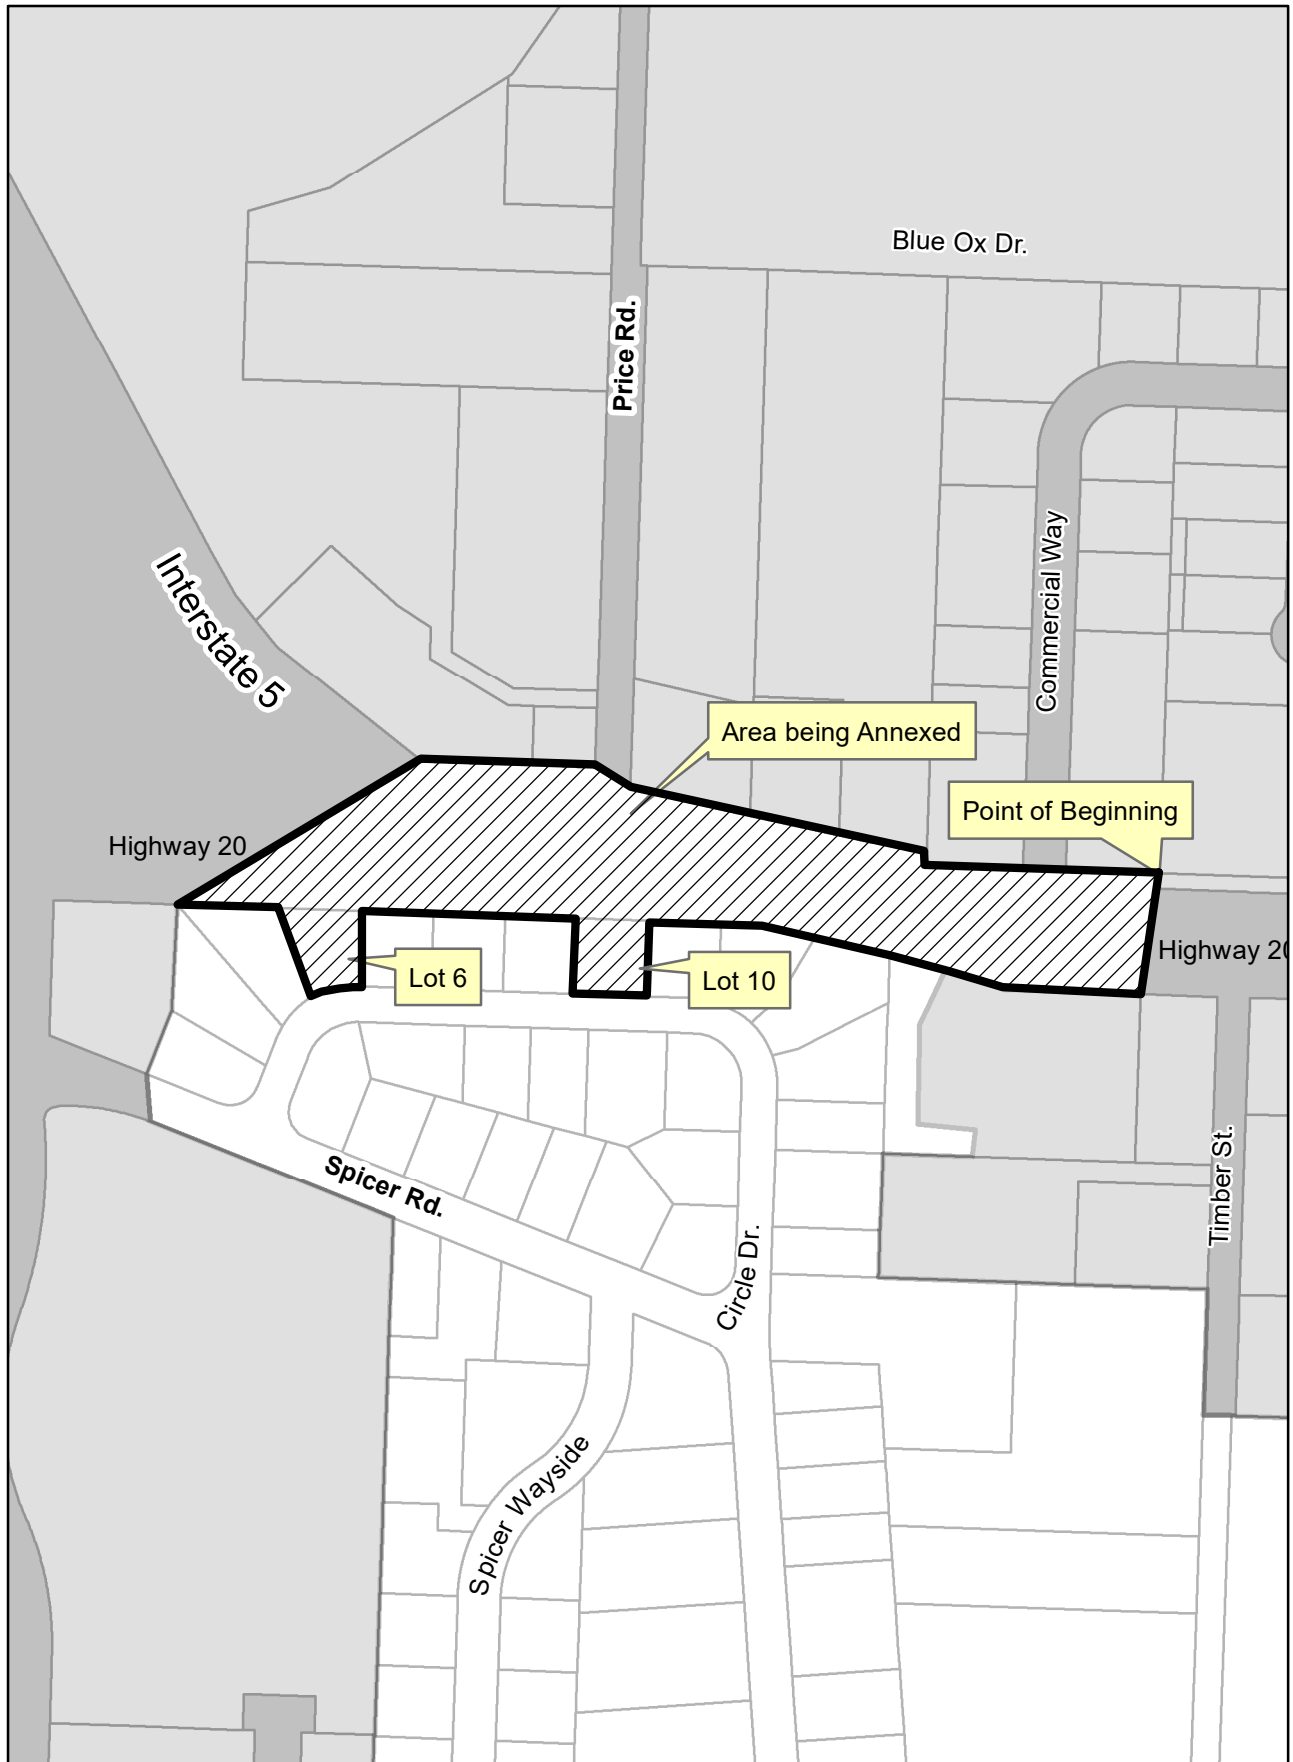 Blue Ox Dr.
Price Rd.
Interstate 5
Commercial Way
Area being Annexed
Point of Beginning
Highway 20
Highway 20
Lot 6
Lot 10
Spicer Rd.
Timber St.
Circle Dr.
Spicer Wayside